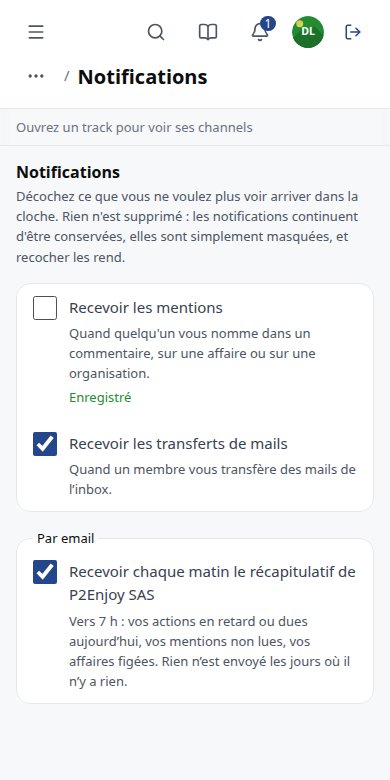 1
DL
/ Notifications
Ouvrez un track pour voir ses channels
Notifications
Décochez ce que vous ne voulez plus voir arriver dans la
cloche. Rien n'est supprimé : les notifications continuent
d'être conservées, elles sont simplement masquées, et
recocher les rend.
Recevoir les mentions
Quand quelqu'un vous nomme dans un
commentaire, sur une affaire ou sur une
organisation.
Enregistré
Recevoir les transferts de mails
Quand un membre vous transfère des mails de
l’inbox.
Par email
Recevoir chaque matin le récapitulatif de
P2Enjoy SAS
Vers 7 h : vos actions en retard ou dues
aujourd’hui, vos mentions non lues, vos
affaires figées. Rien n’est envoyé les jours où il
n’y a rien.